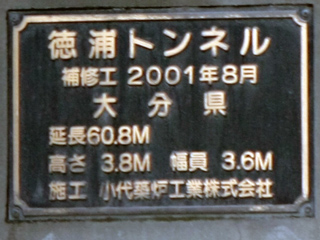 徳浦トンネル
補修工 2001年8月
大分県
延長60.8M
高さ 3.8M 幅員 3.6M
施工 小代築炉工業株式会社